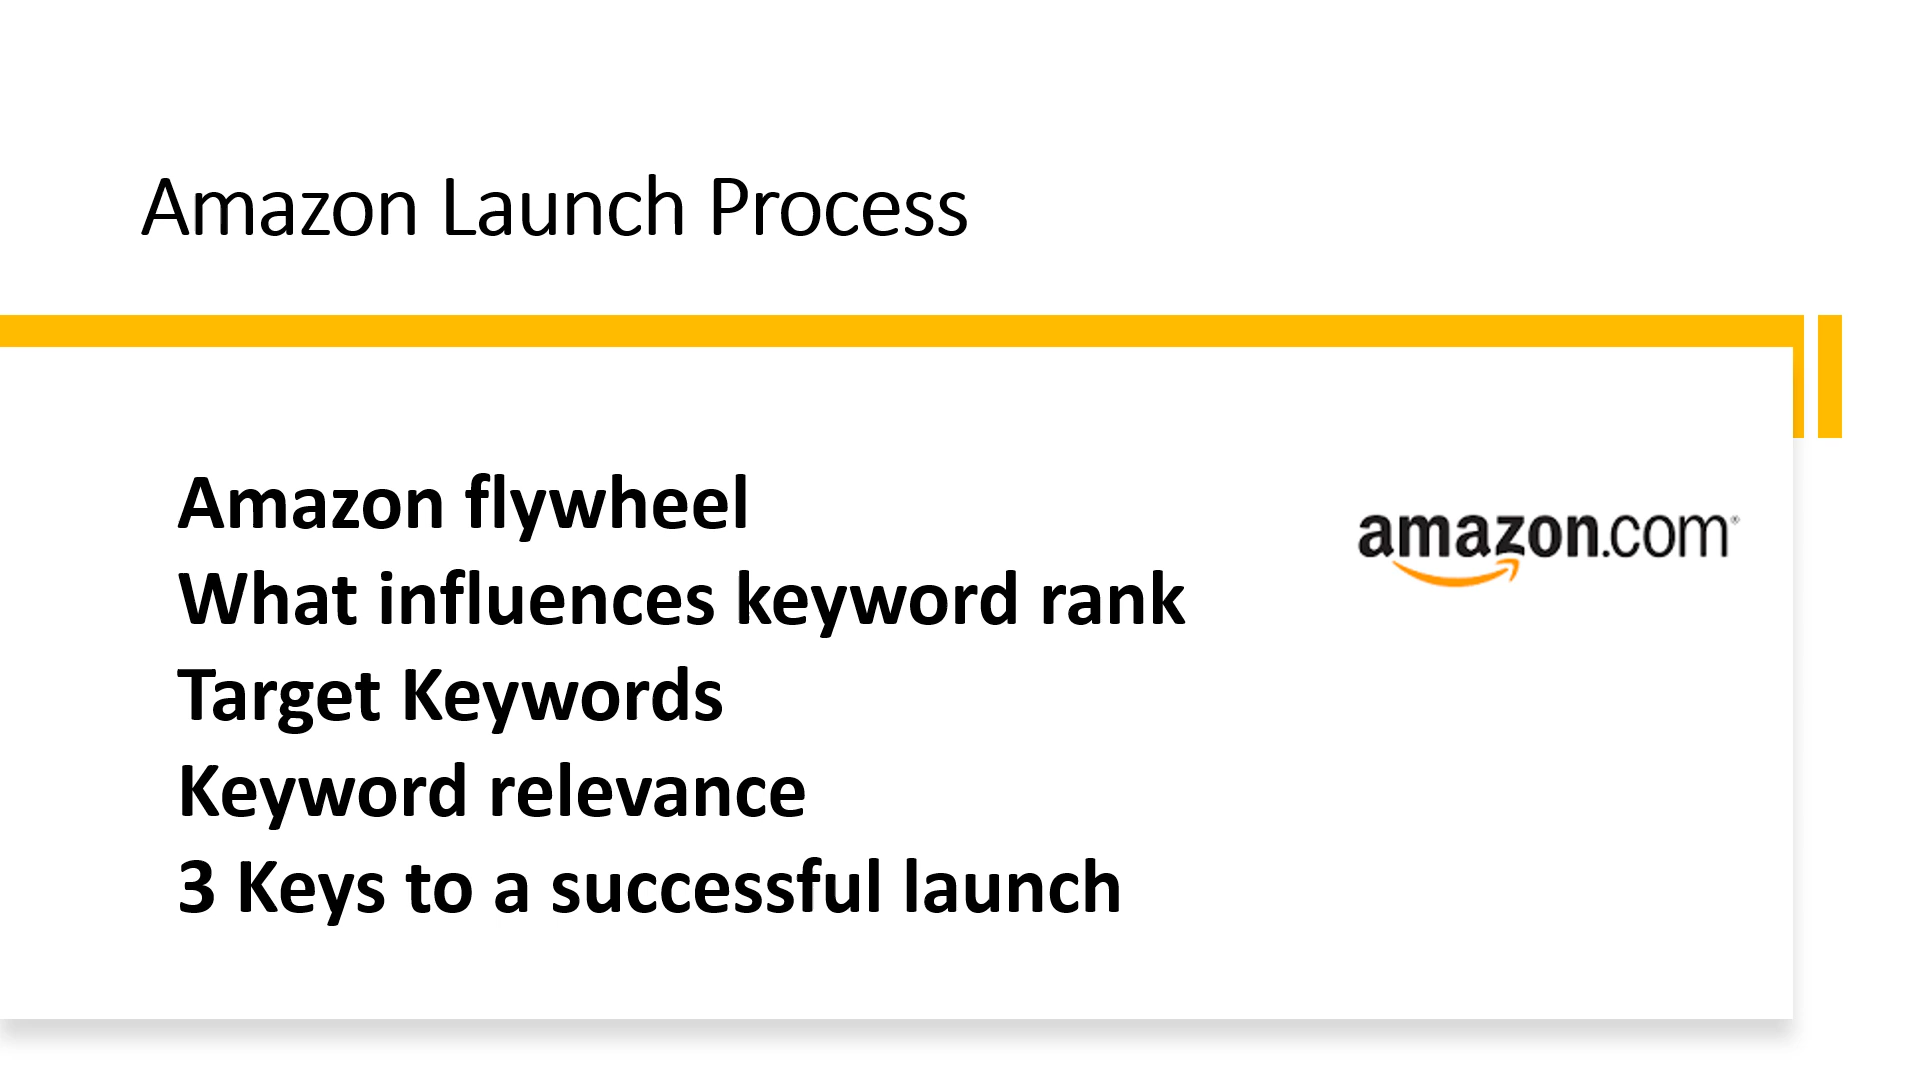 Amazon Launch Process
Amazon flywheel
What influences keyword rank
Target Keywords
Keyword relevance
3 Keys to a successful launch
amazon.com®